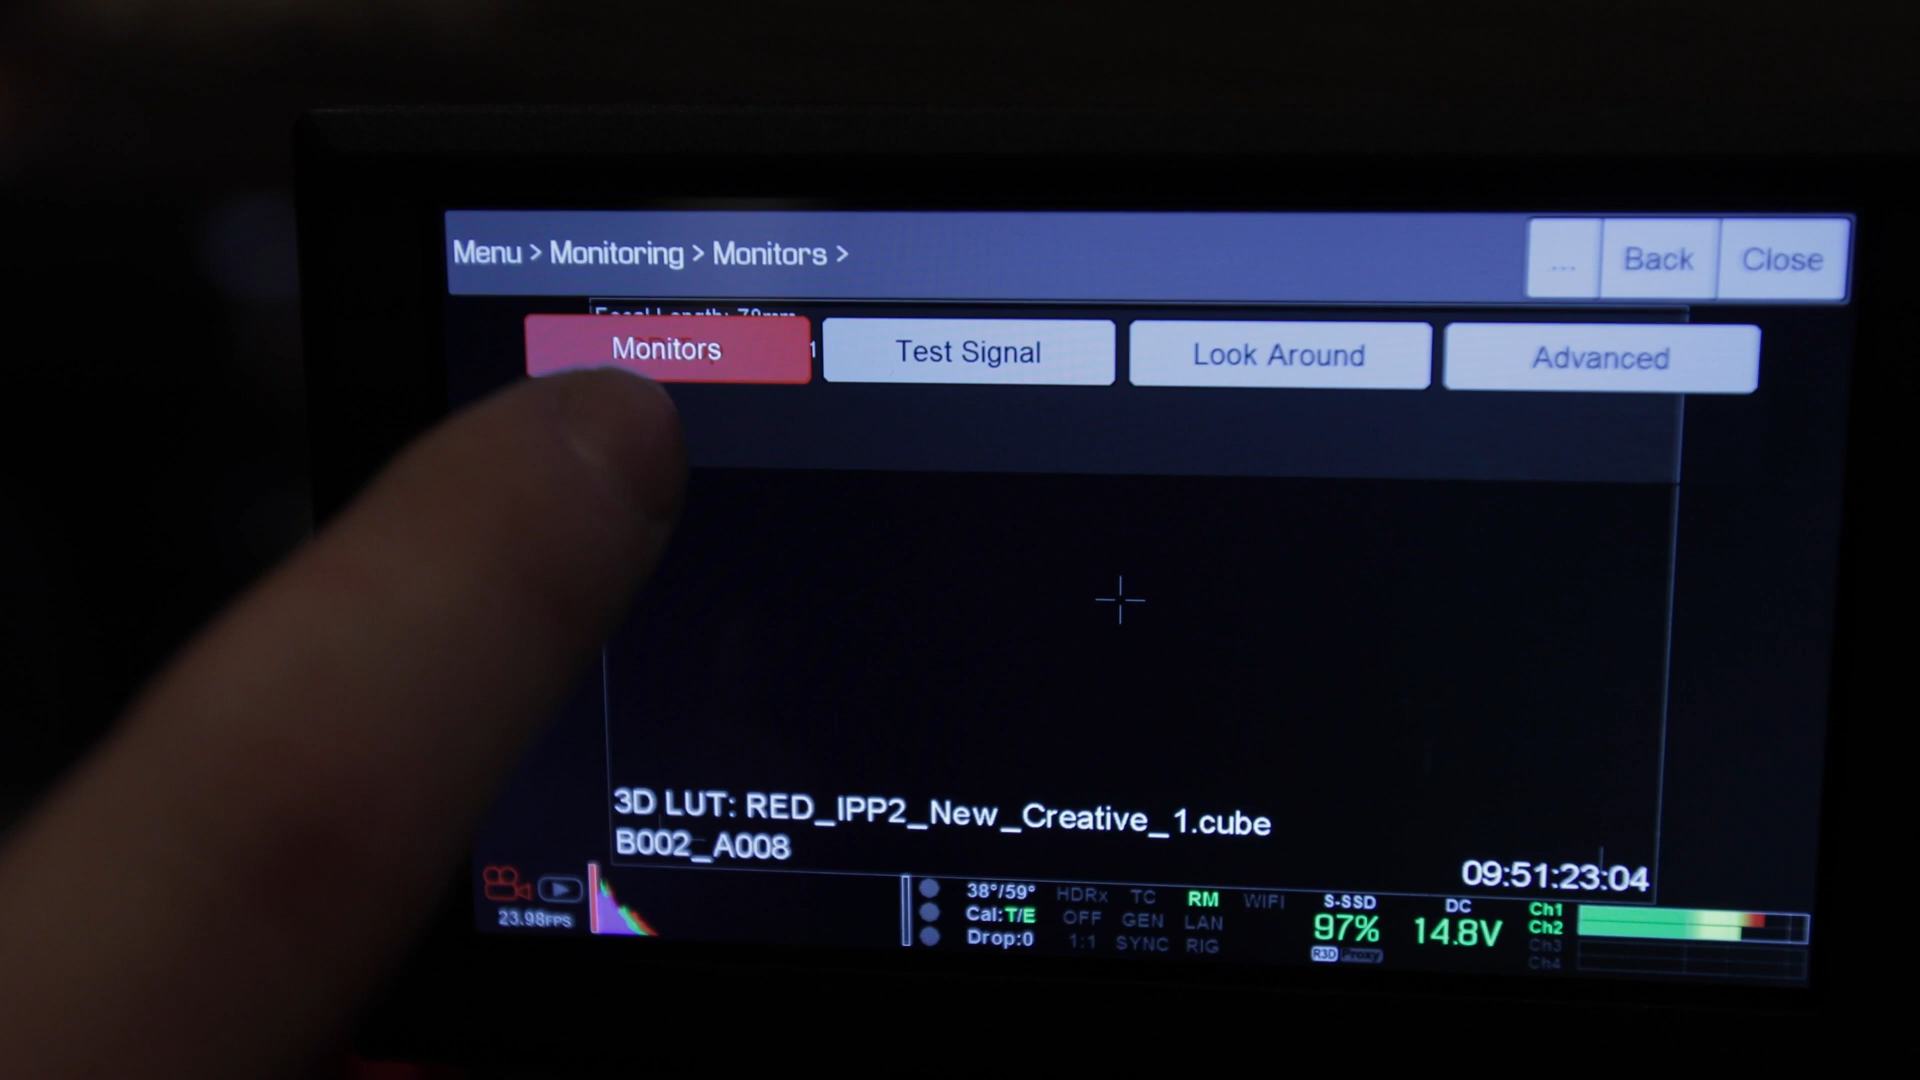 Menu > Monitoring > Monitors >
... Back Close
Focal Length: 70mm
Monitors
Test Signal
Look Around
Advanced
3D LUT: RED_IPP2_New_Creative_1.cube
B002_A008
09:51:23:04
23.98FPS
38°/59°
Cal:T/E
Drop:0
HDRx TC RM WIFI
OFF GEN LAN
1:1 SYNC RIG
S-SSD
97%
R3D Proxy
DC
14.8V
Ch1
Ch2
Ch3
Ch4